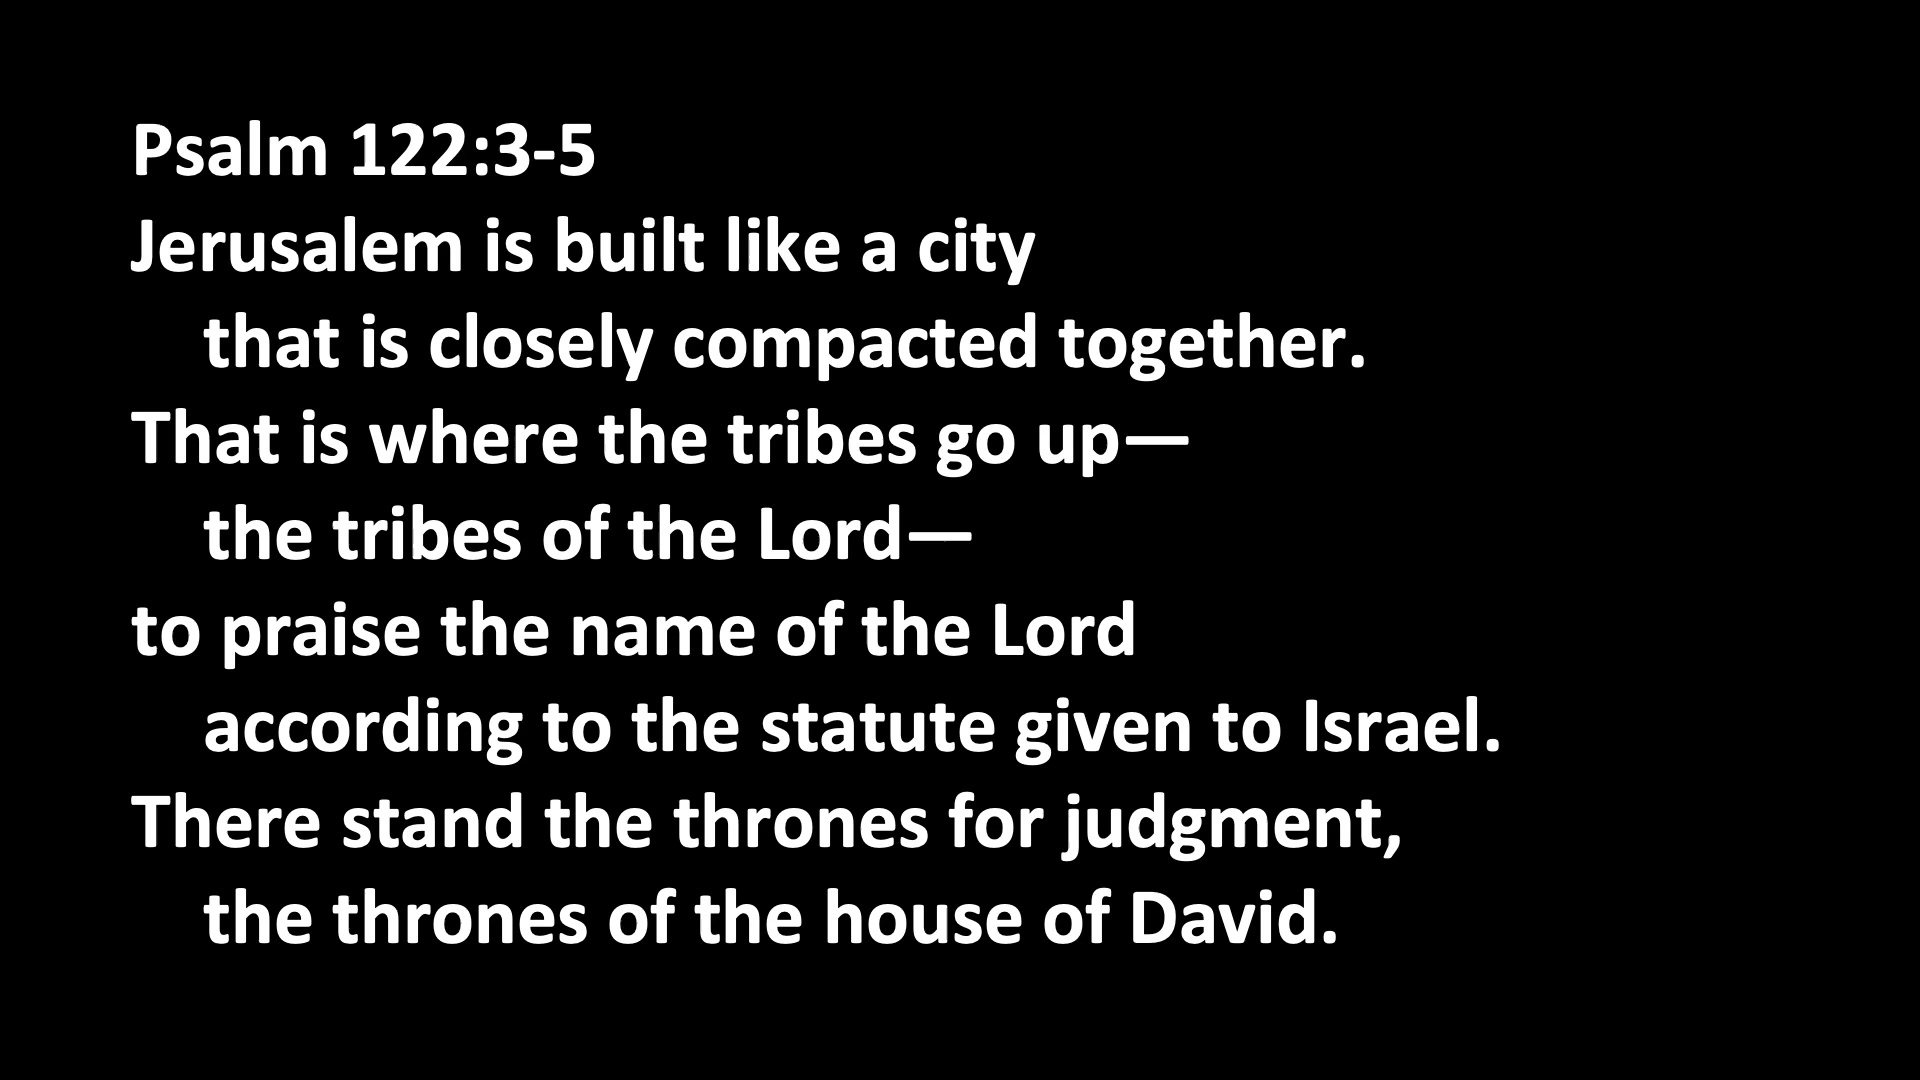 Psalm 122:3-5
Jerusalem is built like a city
that is closely compacted together.
That is where the tribes go up—
the tribes of the Lord—
to praise the name of the Lord
according to the statute given to Israel.
There stand the thrones for judgment,
the thrones of the house of David.